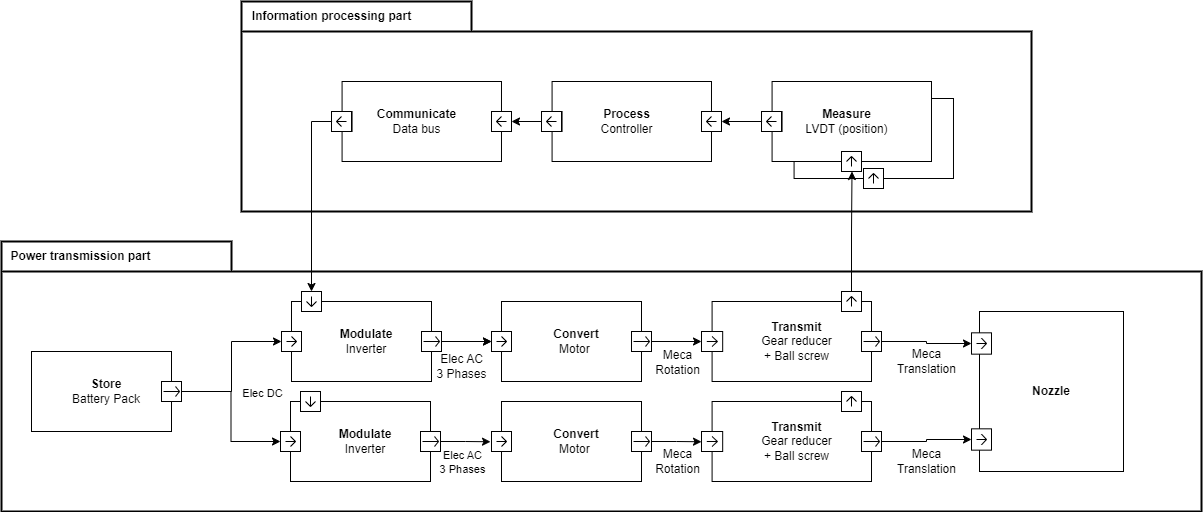 Information processing part
Communicate
Data bus
Process
Controller
Measure
LVDT (position)
Power transmission part
Store
Battery Pack
Elec DC
Modulate
Inverter
Elec AC
3 Phases
Convert
Motor
Meca
Rotation
Transmit
Gear reducer
+ Ball screw
Meca
Translation
Nozzle
Modulate
Inverter
Elec AC
3 Phases
Convert
Motor
Meca
Rotation
Transmit
Gear reducer
+ Ball screw
Meca
Translation